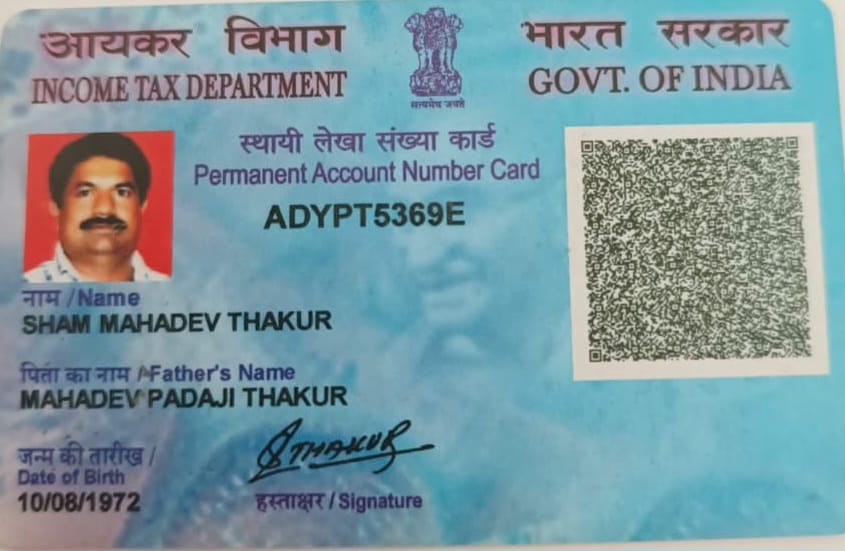 आयकर विभाग
INCOME TAX DEPARTMENT
सत्यमेव जयते
भारत सरकार
GOVT. OF INDIA
स्थायी लेखा संख्या कार्ड
Permanent Account Number Card
ADYPT5369E
नाम /Name
SHAM MAHADEV THAKUR
पिता का नाम /Father's Name
MAHADEV PADAJI THAKUR
जन्म की तारीख /
Date of Birth
10/08/1972
STHAKUR
हस्ताक्षर / Signature